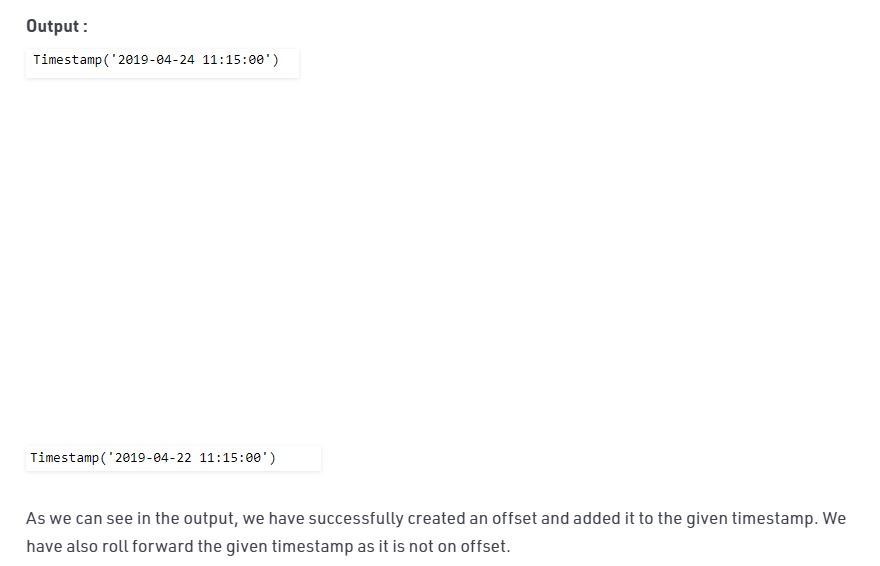 Output :
Timestamp('2019-04-24 11:15:00')
Timestamp('2019-04-22 11:15:00')
As we can see in the output, we have successfully created an offset and added it to the given timestamp. We
have also roll forward the given timestamp as it is not on offset.